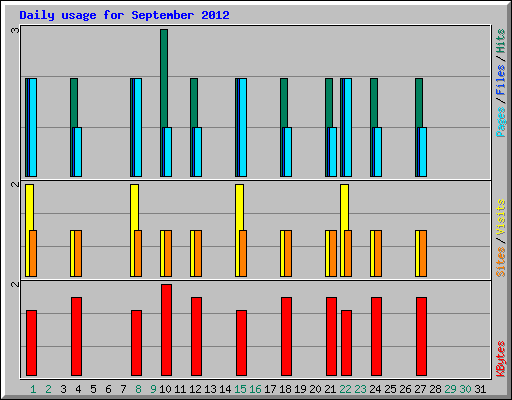 Daily usage for September 2012
3
Pages / Files / Hits
2
Sites / Visits
2
KBytes
1 2 3 4 5 6 7 8 9 10 11 12 13 14 15 16 17 18 19 20 21 22 23 24 25 26 27 28 29 30 31